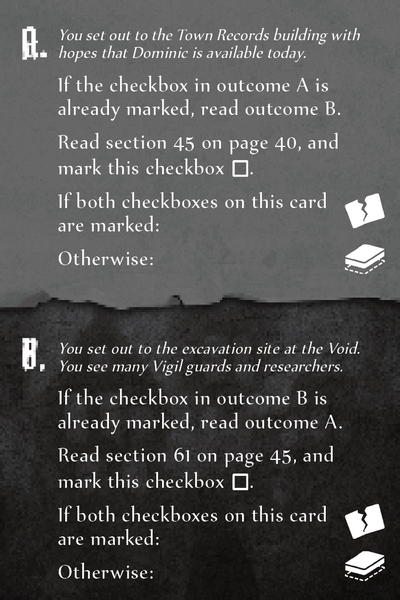 A. You set out to the Town Records building with
hopes that Dominic is available today.
If the checkbox in outcome A is
already marked, read outcome B.
Read section 45 on page 40, and
mark this checkbox □.
If both checkboxes on this card
are marked:
Otherwise:
B. You set out to the excavation site at the Void.
You see many Vigil guards and researchers.
If the checkbox in outcome B is
already marked, read outcome A.
Read section 61 on page 45, and
mark this checkbox □.
If both checkboxes on this card
are marked:
Otherwise: